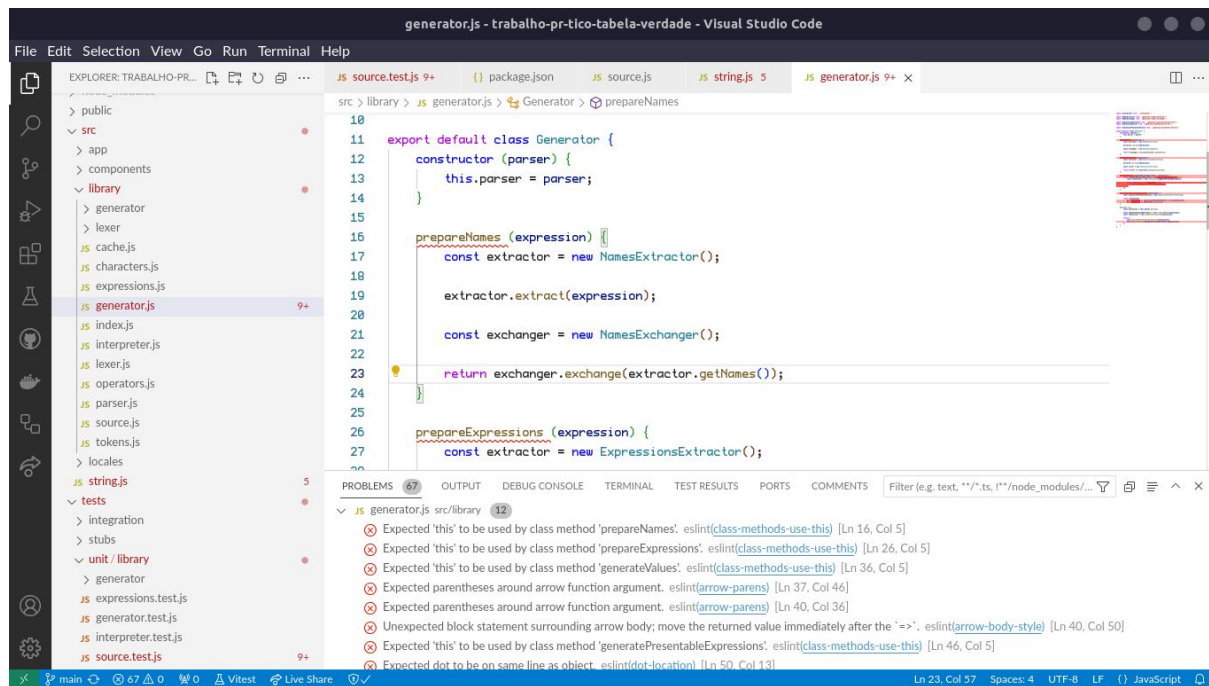 generator.js - trabalho-pr-tico-tabela-verdade - Visual Studio Code
File Edit Selection View Go Run Terminal Help
EXPLORER: TRABALHO-PR...
public
src
app
components
library
generator
lexer
JS cache.js
JS characters.js
JS expressions.js
JS generator.js 9+
JS index.js
JS interpreter.js
JS lexer.js
JS operators.js
JS parser.js
JS source.js
JS tokens.js
locales
JS string.js 5
tests
integration
stubs
unit / library
generator
JS expressions.test.js
JS generator.test.js
JS interpreter.test.js
JS source.test.js 9+
JS source.test.js 9+ {} package.json JS source.js JS string.js 5 JS generator.js 9+
src > library > JS generator.js > Generator > prepareNames
10
11 export default class Generator {
12 constructor (parser) {
13 this.parser = parser;
14 }
15
16 prepareNames (expression) {
17 const extractor = new NamesExtractor();
18
19 extractor.extract(expression);
20
21 const exchanger = new NamesExchanger();
22
23 return exchanger.exchange(extractor.getNames());
24 }
25
26 prepareExpressions (expression) {
27 const extractor = new ExpressionsExtractor();
PROBLEMS 67 OUTPUT DEBUG CONSOLE TERMINAL TEST RESULTS PORTS COMMENTS Filter (e.g. text, **/*.ts, !**/node_modules/...
JS generator.js src/library 12
Expected 'this' to be used by class method 'prepareNames'. eslint(class-methods-use-this) [Ln 16, Col 5]
Expected 'this' to be used by class method 'prepareExpressions'. eslint(class-methods-use-this) [Ln 26, Col 5]
Expected 'this' to be used by class method 'generateValues'. eslint(class-methods-use-this) [Ln 36, Col 5]
Expected parentheses around arrow function argument. eslint(arrow-parens) [Ln 37, Col 46]
Expected parentheses around arrow function argument. eslint(arrow-parens) [Ln 40, Col 36]
Unexpected block statement surrounding arrow body; move the returned value immediately after the `=>`. eslint(arrow-body-style) [Ln 40, Col 50]
Expected 'this' to be used by class method 'generatePresentableExpressions'. eslint(class-methods-use-this) [Ln 46, Col 5]
Expected dot to be on same line as object. eslint(dot-location) [Ln 50, Col 13]
main 67 0 0 Vitest Live Share Ln 23, Col 57 Spaces: 4 UTF-8 LF {} JavaScript